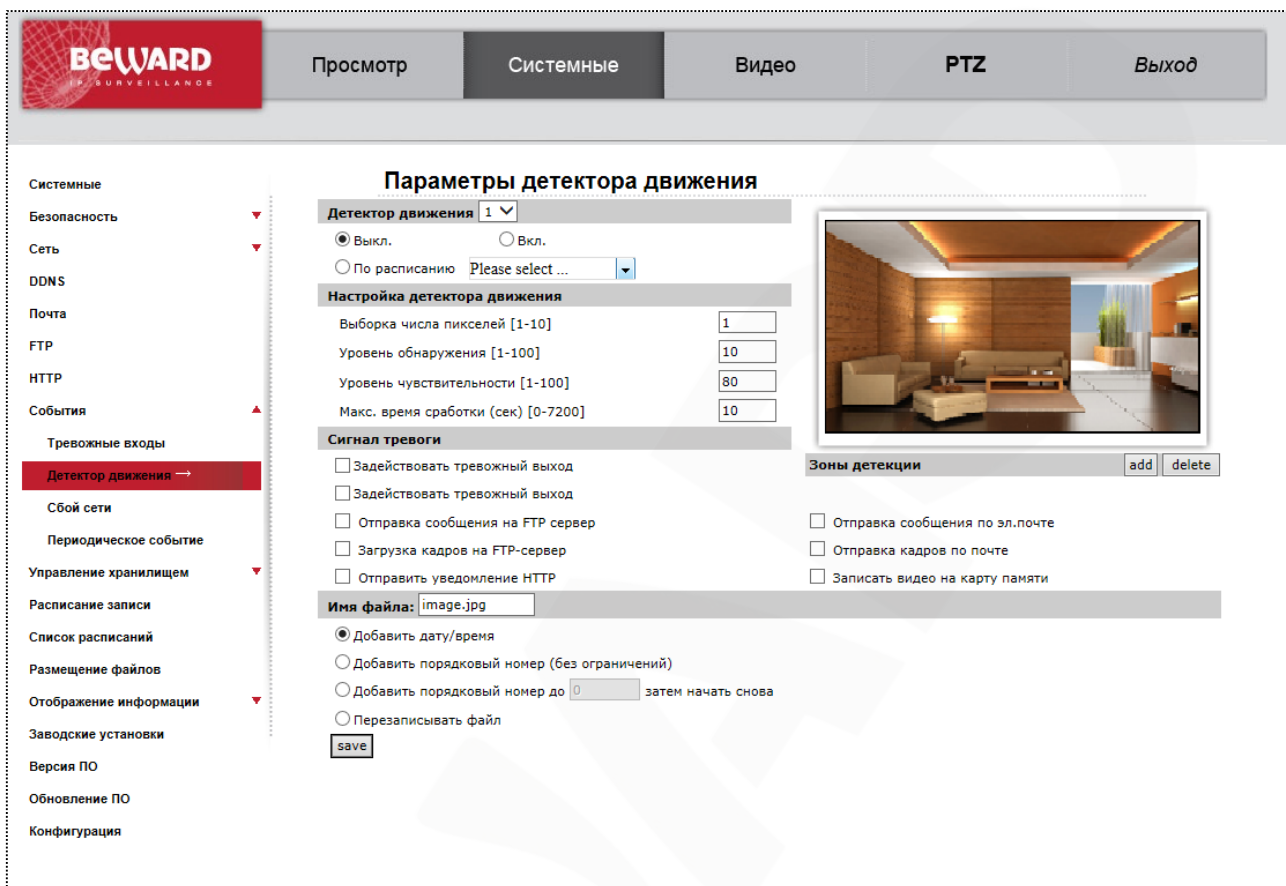 BEWARD
IP SURVEILLANCE
Просмотр
Системные
Видео
PTZ
Выход
Системные
Безопасность
Сеть
DDNS
Почта
FTP
HTTP
События
Тревожные входы
Детектор движения →
Сбой сети
Периодическое событие
Управление хранилищем
Расписание записи
Список расписаний
Размещение файлов
Отображение информации
Заводские установки
Версия ПО
Обновление ПО
Конфигурация
Параметры детектора движения
Детектор движения 1
Выкл. Вкл.
По расписанию Please select ...
Настройка детектора движения
Выборка числа пикселей [1-10] 1
Уровень обнаружения [1-100] 10
Уровень чувствительности [1-100] 80
Макс. время сработки (сек) [0-7200] 10
Зоны детекции add delete
Сигнал тревоги
Задействовать тревожный выход
Задействовать тревожный выход
Отправка сообщения на FTP сервер Отправка сообщения по эл.почте
Загрузка кадров на FTP-сервер Отправка кадров по почте
Отправить уведомление HTTP Записать видео на карту памяти
Имя файла: image.jpg
Добавить дату/время
Добавить порядковый номер (без ограничений)
Добавить порядковый номер до 0 затем начать снова
Перезаписывать файл
save